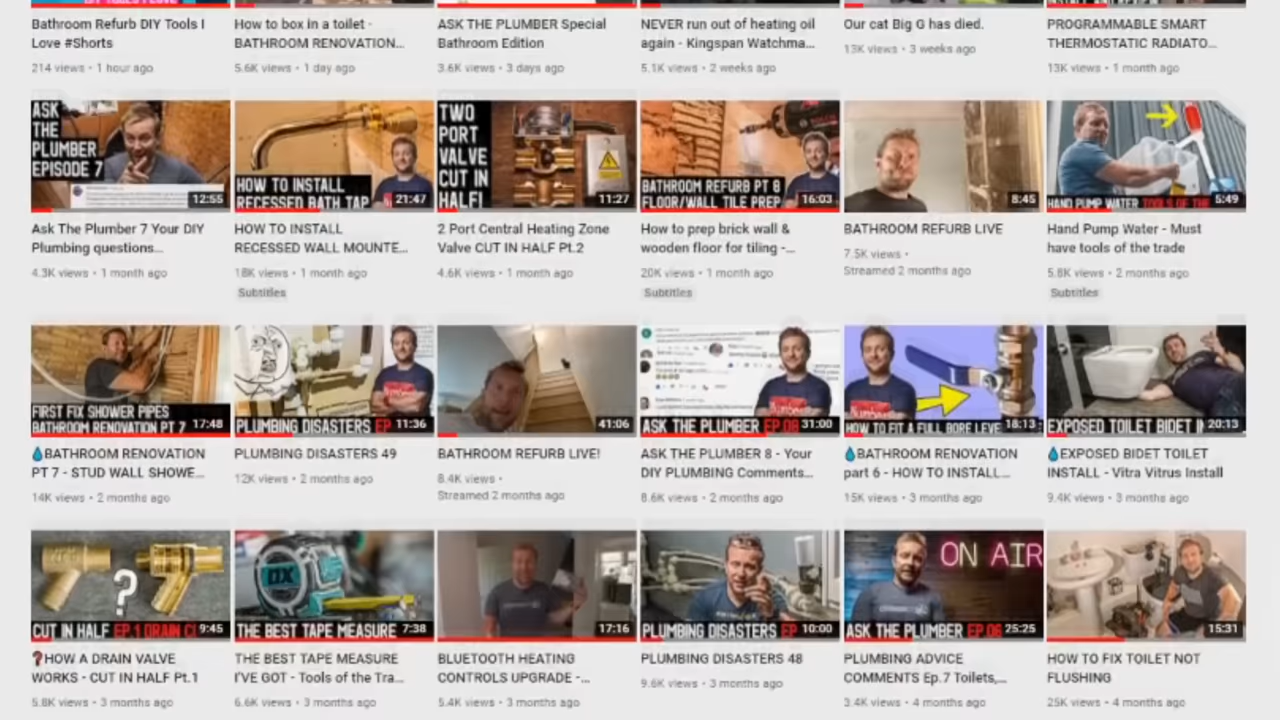 Bathroom Refurb DIY Tools I
Love #Shorts
214 views • 1 hour ago
How to box in a toilet -
BATHROOM RENOVATION...
5.6K views • 1 day ago
ASK THE PLUMBER Special
Bathroom Edition
3.6K views • 3 days ago
NEVER run out of heating oil
again - Kingspan Watchma...
5.1K views • 2 weeks ago
Our cat Big G has died.
13K views • 3 weeks ago
PROGRAMMABLE SMART
THERMOSTATIC RADIATO...
13K views • 1 month ago
ASK
THE
PLUMBER
EPISODE 7
12:55
Ask The Plumber 7 Your DIY
Plumbing questions...
4.3K views • 1 month ago
HOW TO INSTALL
RECESSED BATH TAP
21:47
HOW TO INSTALL
RECESSED WALL MOUNTE...
18K views • 1 month ago
Subtitles
TWO
PORT
VALVE
CUT IN
HALF!
11:27
2 Port Central Heating Zone
Valve CUT IN HALF Pt.2
4.6K views • 1 month ago
BATHROOM REFURB PT 8
FLOOR/WALL TILE PREP
16:03
How to prep brick wall &
wooden floor for tiling -...
20K views • 1 month ago
Subtitles
8:45
BATHROOM REFURB LIVE
7.5K views •
Streamed 2 months ago
HAND PUMP WATER TOOLS OF THE
5:49
Hand Pump Water - Must
have tools of the trade
5.8K views • 2 months ago
Subtitles
FIRST FIX SHOWER PIPES
BATHROOM RENOVATION PT 7
17:48
💧BATHROOM RENOVATION
PT 7 - STUD WALL SHOWE...
14K views • 2 months ago
PLUMBING DISASTERS EP
11:36
PLUMBING DISASTERS 49
12K views • 2 months ago
41:06
BATHROOM REFURB LIVE!
8.4K views •
Streamed 2 months ago
ASK THE PLUMBER EP 08
31:00
ASK THE PLUMBER 8 - Your
DIY PLUMBING Comments...
8.6K views • 2 months ago
HOW TO FIT A FULL BORE LEVE
18:13
💧BATHROOM RENOVATION
part 6 - HOW TO INSTALL...
15K views • 3 months ago
EXPOSED TOILET BIDET IN
20:13
💧EXPOSED BIDET TOILET
INSTALL - Vitra Vitrus Install
9.4K views • 3 months ago
?
CUT IN HALF EP 1 DRAIN
9:45
❓HOW A DRAIN VALVE
WORKS - CUT IN HALF Pt.1
5.8K views • 3 months ago
OX
THE BEST TAPE MEASURE
7:38
THE BEST TAPE MEASURE
I'VE GOT - Tools of the Tra...
6.6K views • 3 months ago
17:16
BLUETOOTH HEATING
CONTROLS UPGRADE -...
5.4K views • 3 months ago
PLUMBING DISASTERS EP
10:00
PLUMBING DISASTERS 48
9.6K views • 3 months ago
ON AIR
ASK THE PLUMBER EP 06
25:25
PLUMBING ADVICE
COMMENTS Ep.7 Toilets,...
3.4K views • 4 months ago
15:31
HOW TO FIX TOILET NOT
FLUSHING
25K views • 4 months ago